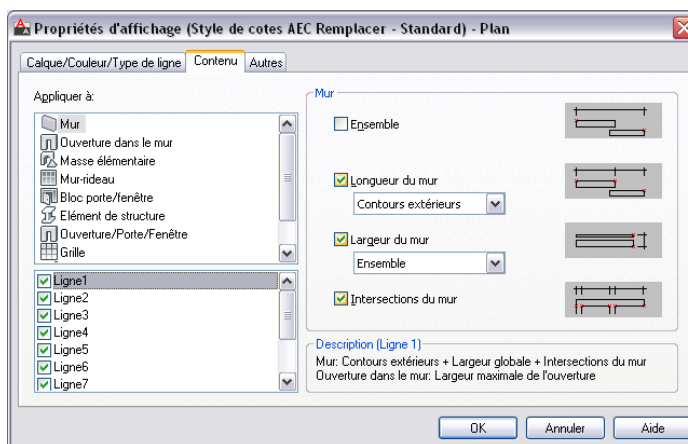 Propriétés d'affichage (Style de cotes AEC Remplacer - Standard) - Plan
Calque/Couleur/Type de ligne Contenu Autres
Appliquer à:
Mur
Ouverture dans le mur
Masse élémentaire
Mur-rideau
Bloc porte/fenêtre
Elément de structure
Ouverture/Porte/Fenêtre
Grille
Ligne1
Ligne2
Ligne3
Ligne4
Ligne5
Ligne6
Ligne7
Mur
Ensemble
Longueur du mur
Contours extérieurs
Largeur du mur
Ensemble
Intersections du mur
Description (Ligne 1)
Mur: Contours extérieurs + Largeur globale + Intersections du mur
Ouverture dans le mur: Largeur maximale de l'ouverture
OK Annuler Aide